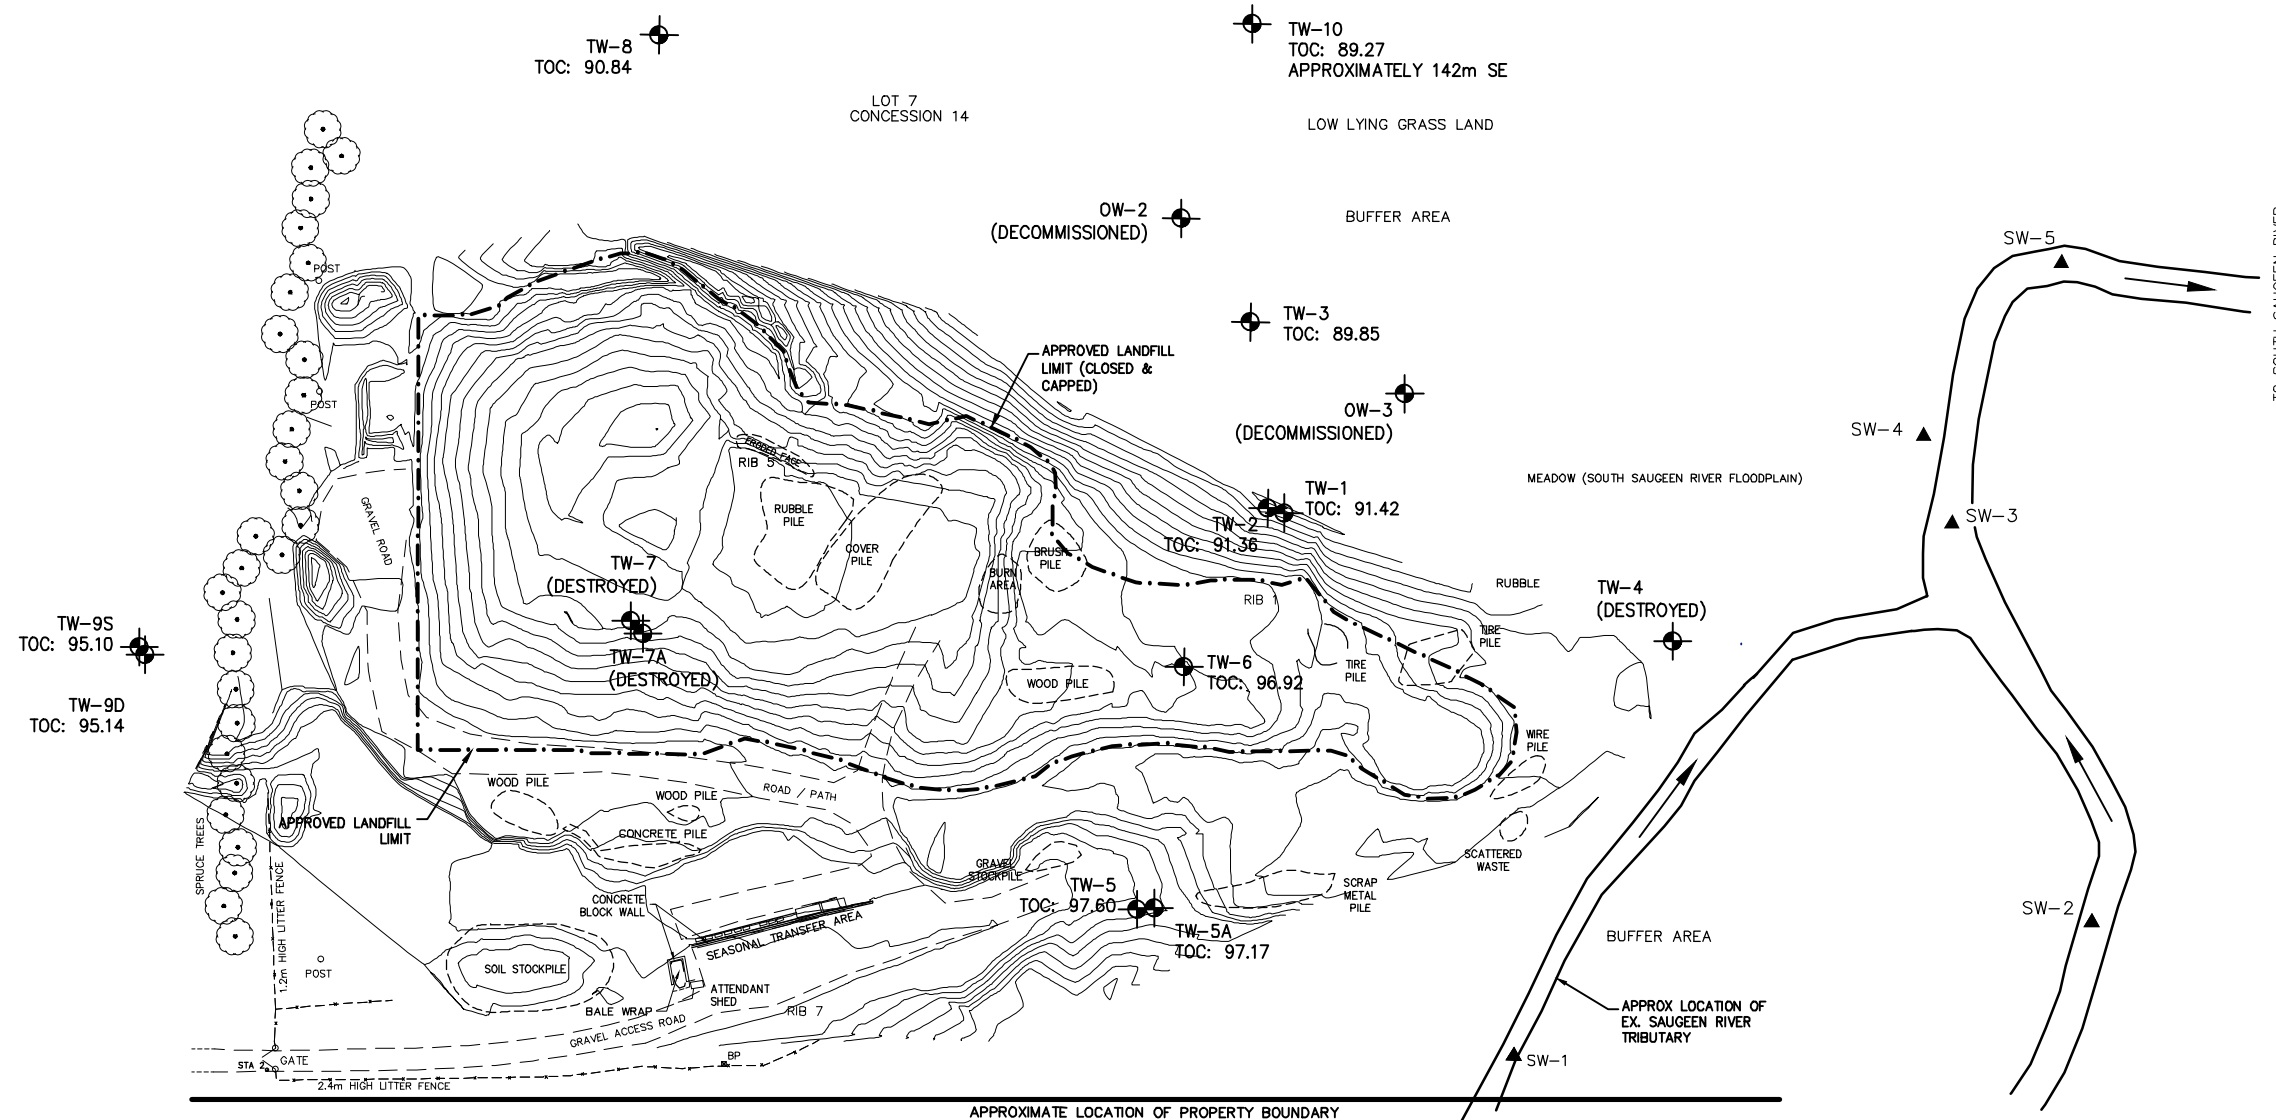 TW-8
TOC: 90.84
TW-10
TOC: 89.27
APPROXIMATELY 142m SE
LOT 7
CONCESSION 14
LOW LYING GRASS LAND
OW-2
(DECOMMISSIONED)
BUFFER AREA
SW-5
POST
TW-3
TOC: 89.85
APPROVED LANDFILL
LIMIT (CLOSED &
CAPPED)
POST
OW-3
(DECOMMISSIONED)
SW-4
ERODED FACE
RIB 5
MEADOW (SOUTH SAUGEEN RIVER FLOODPLAIN)
TW-1
TOC: 91.42
RUBBLE
PILE
GRAVEL ROAD
SW-3
TW-2
TOC: 91.36
COVER
PILE
BRUSH
PILE
BURN
AREA
TW-7
(DESTROYED)
RUBBLE
TW-4
(DESTROYED)
RIB 1
TW-9S
TOC: 95.10
TIRE
PILE
TW-7A
(DESTROYED)
TW-6
TOC: 96.92
TIRE
PILE
WOOD PILE
TW-9D
TOC: 95.14
WIRE
PILE
WOOD PILE
WOOD PILE
ROAD / PATH
APPROVED LANDFILL
LIMIT
CONCRETE PILE
SPRUCE TREES
SCATTERED
WASTE
GRAVEL
STOCKPILE
TW-5
TOC: 97.60
SCRAP
METAL
PILE
CONCRETE
BLOCK WALL
SEASONAL TRANSFER AREA
TW-5A
TOC: 97.17
SW-2
BUFFER AREA
1.2m HIGH LITTER FENCE
POST
SOIL STOCKPILE
ATTENDANT
SHED
BALE WRAP
RIB 7
GRAVEL ACCESS ROAD
APPROX LOCATION OF
EX. SAUGEEN RIVER
TRIBUTARY
GATE
STA 2
BP
SW-1
2.4m HIGH LITTER FENCE
APPROXIMATE LOCATION OF PROPERTY BOUNDARY